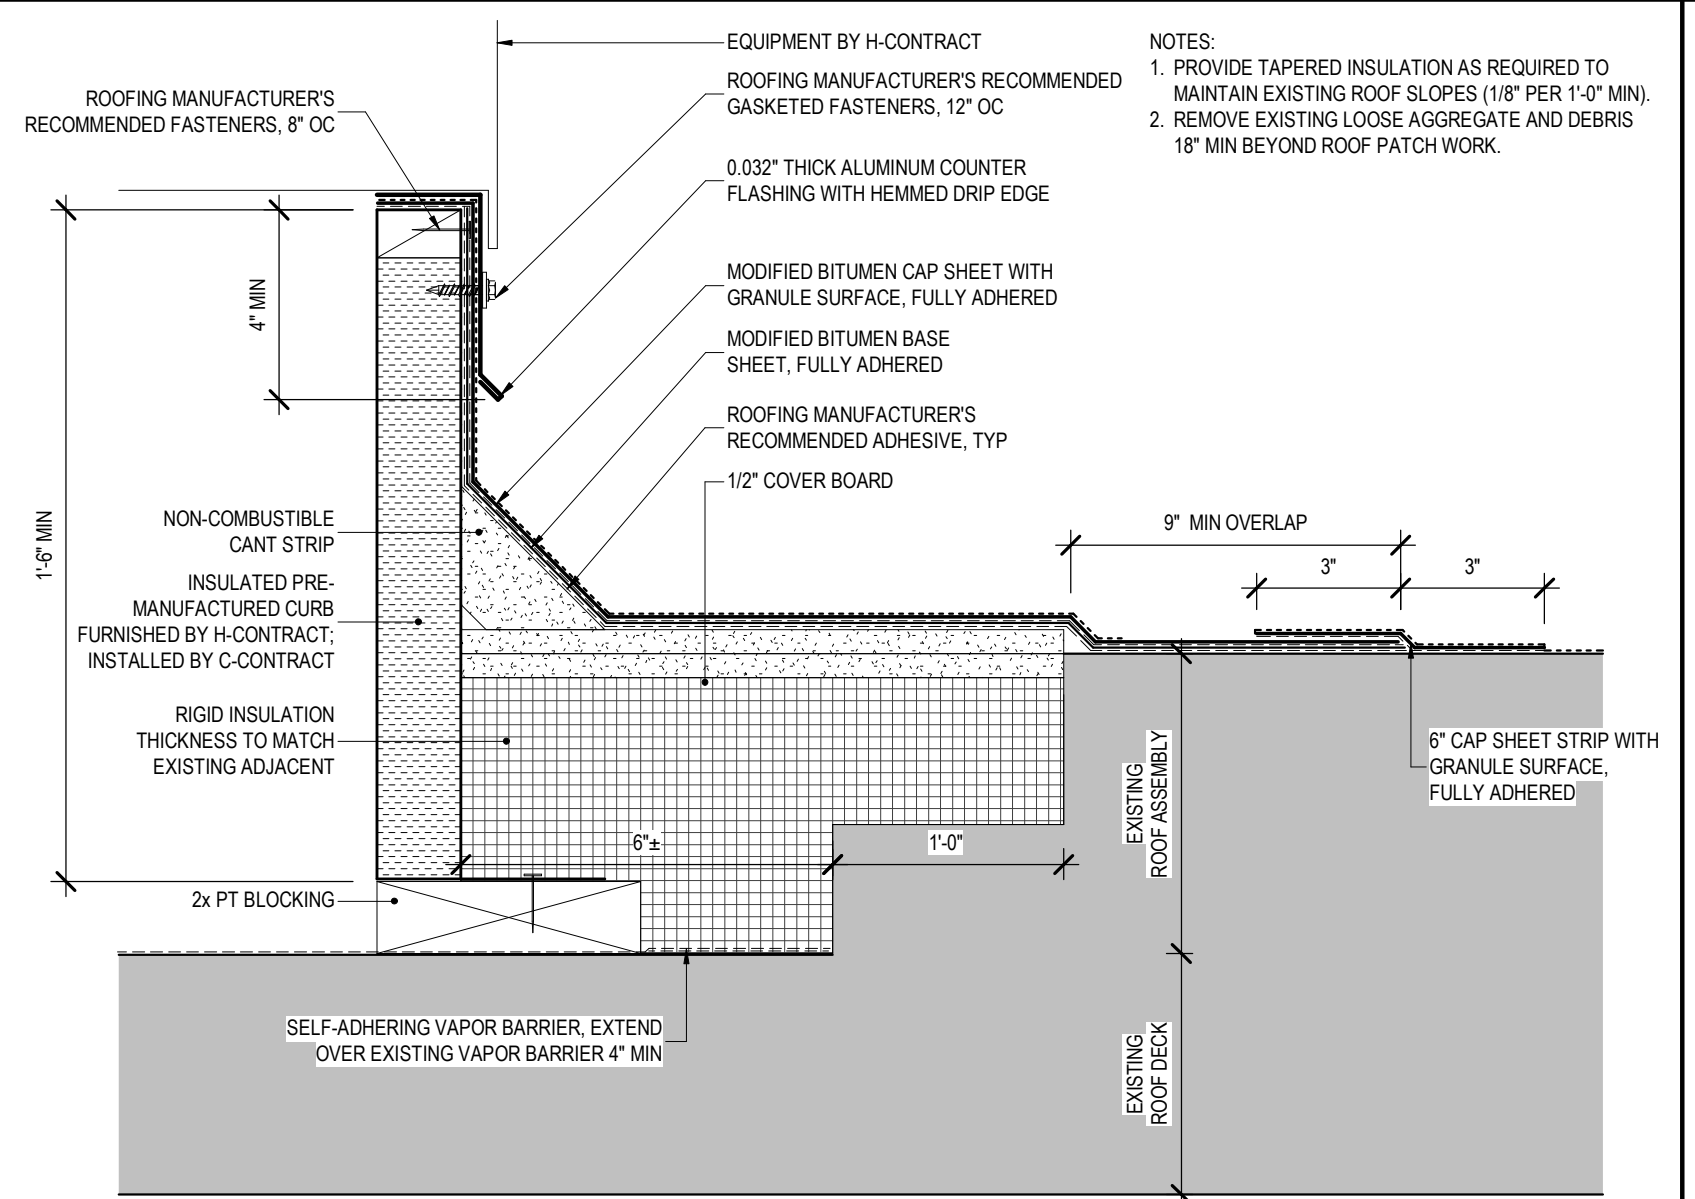 EQUIPMENT BY H-CONTRACT
ROOFING MANUFACTURER'S RECOMMENDED
GASKETED FASTENERS, 12" OC
0.032" THICK ALUMINUM COUNTER
FLASHING WITH HEMMED DRIP EDGE
MODIFIED BITUMEN CAP SHEET WITH
GRANULE SURFACE, FULLY ADHERED
MODIFIED BITUMEN BASE
SHEET, FULLY ADHERED
ROOFING MANUFACTURER'S
RECOMMENDED ADHESIVE, TYP
1/2" COVER BOARD
NOTES:
1. PROVIDE TAPERED INSULATION AS REQUIRED TO
MAINTAIN EXISTING ROOF SLOPES (1/8" PER 1'-0" MIN).
2. REMOVE EXISTING LOOSE AGGREGATE AND DEBRIS
18" MIN BEYOND ROOF PATCH WORK.
ROOFING MANUFACTURER'S
RECOMMENDED FASTENERS, 8" OC
4" MIN
1'-6" MIN
NON-COMBUSTIBLE
CANT STRIP
INSULATED PRE-
MANUFACTURED CURB
FURNISHED BY H-CONTRACT;
INSTALLED BY C-CONTRACT
RIGID INSULATION
THICKNESS TO MATCH
EXISTING ADJACENT
2x PT BLOCKING
SELF-ADHERING VAPOR BARRIER, EXTEND
OVER EXISTING VAPOR BARRIER 4" MIN
6"±
1'-0"
9" MIN OVERLAP
3"
3"
6" CAP SHEET STRIP WITH
GRANULE SURFACE,
FULLY ADHERED
EXISTING
ROOF ASSEMBLY
EXISTING
ROOF DECK